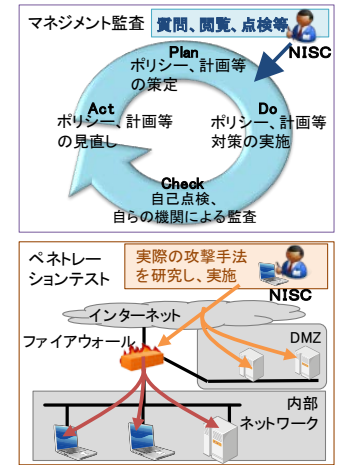 マネジメント監査
質問、閲覧、点検等
NISC
Plan
ポリシー、計画等
の策定
Act
ポリシー、計画等
の見直し
Do
ポリシー、計画等
対策の実施
Check
自己点検、
自らの機関による監査
ペネトレー
ションテスト
実際の攻撃手法
を研究し、実施
NISC
インターネット
ファイアウォール
DMZ
内部
ネットワーク